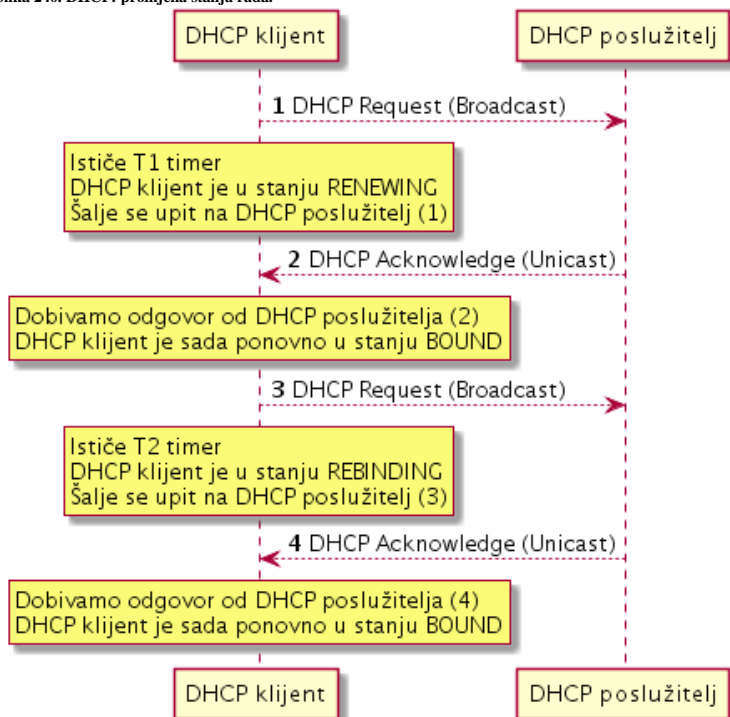 DHCP: promjena stanja rada.
DHCP klijent DHCP poslužitelj
1 DHCP Request (Broadcast)
Ističe T1 timer
DHCP klijent je u stanju RENEWING
Šalje se upit na DHCP poslužitelj (1)
2 DHCP Acknowledge (Unicast)
Dobivamo odgovor od DHCP poslužitelja (2)
DHCP klijent je sada ponovno u stanju BOUND
3 DHCP Request (Broadcast)
Ističe T2 timer
DHCP klijent je u stanju REBINDING
Šalje se upit na DHCP poslužitelj (3)
4 DHCP Acknowledge (Unicast)
Dobivamo odgovor od DHCP poslužitelja (4)
DHCP klijent je sada ponovno u stanju BOUND
DHCP klijent DHCP poslužitelj